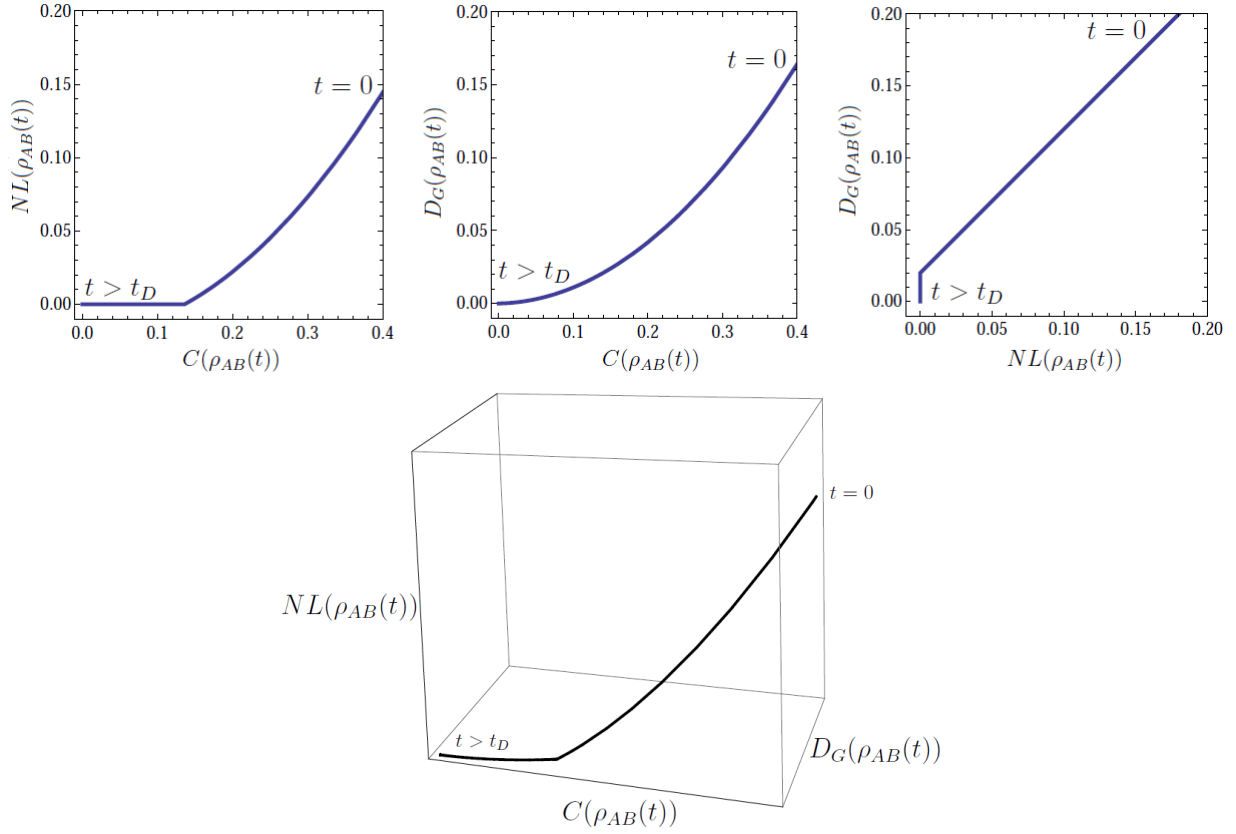 0.20
0.15
0.10
0.05
0.00
NL(ρ_AB(t))
t = 0
t > t_D
0.0 0.1 0.2 0.3 0.4
C(ρ_AB(t))
0.20
0.15
0.10
0.05
0.00
D_G(ρ_AB(t))
t = 0
t > t_D
0.0 0.1 0.2 0.3 0.4
C(ρ_AB(t))
0.20
0.15
0.10
0.05
0.00
D_G(ρ_AB(t))
t = 0
t > t_D
0.00 0.05 0.10 0.15 0.20
NL(ρ_AB(t))
t = 0
NL(ρ_AB(t))
t > t_D
D_G(ρ_AB(t))
C(ρ_AB(t))